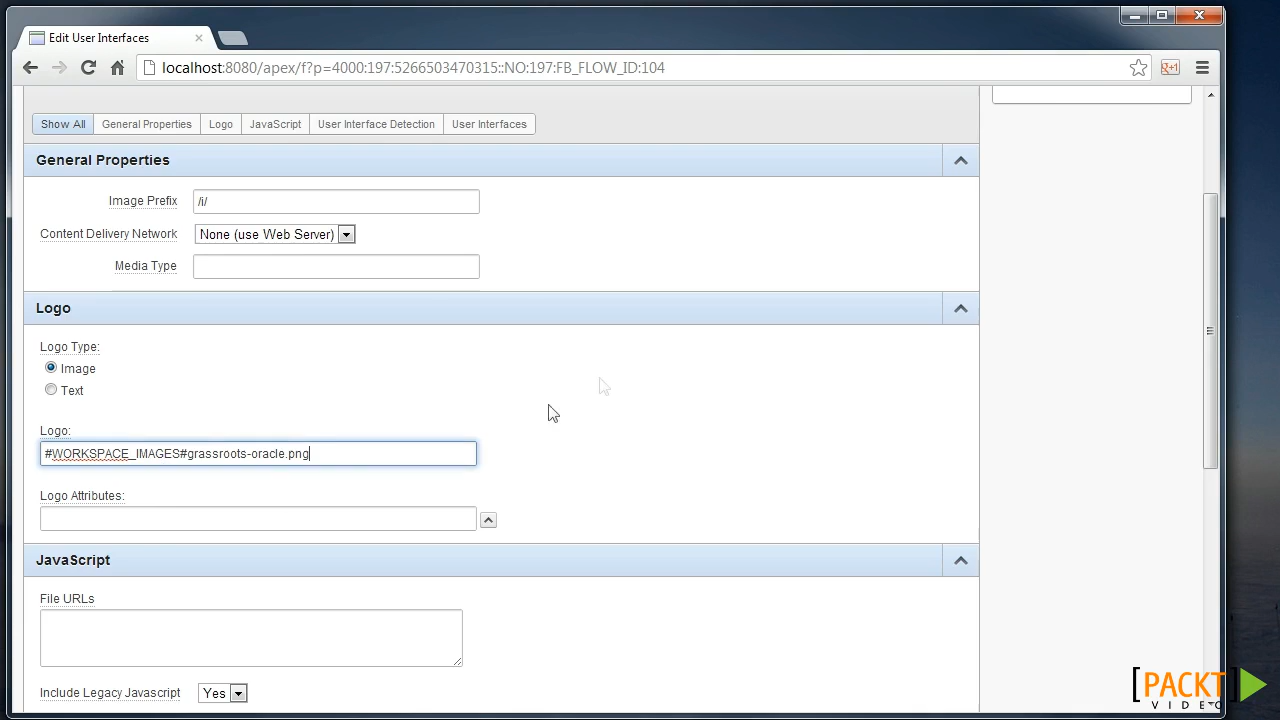 Edit User Interfaces
localhost:8080/apex/f?p=4000:197:5266503470315::NO:197:FB_FLOW_ID:104
Show All General Properties Logo JavaScript User Interface Detection User Interfaces
General Properties
Image Prefix /i/
Content Delivery Network None (use Web Server)
Media Type
Logo
Logo Type:
Image
Text
Logo:
#WORKSPACE_IMAGES#grassroots-oracle.png
Logo Attributes:
JavaScript
File URLs
Include Legacy Javascript Yes
[PACKT]
VIDEO